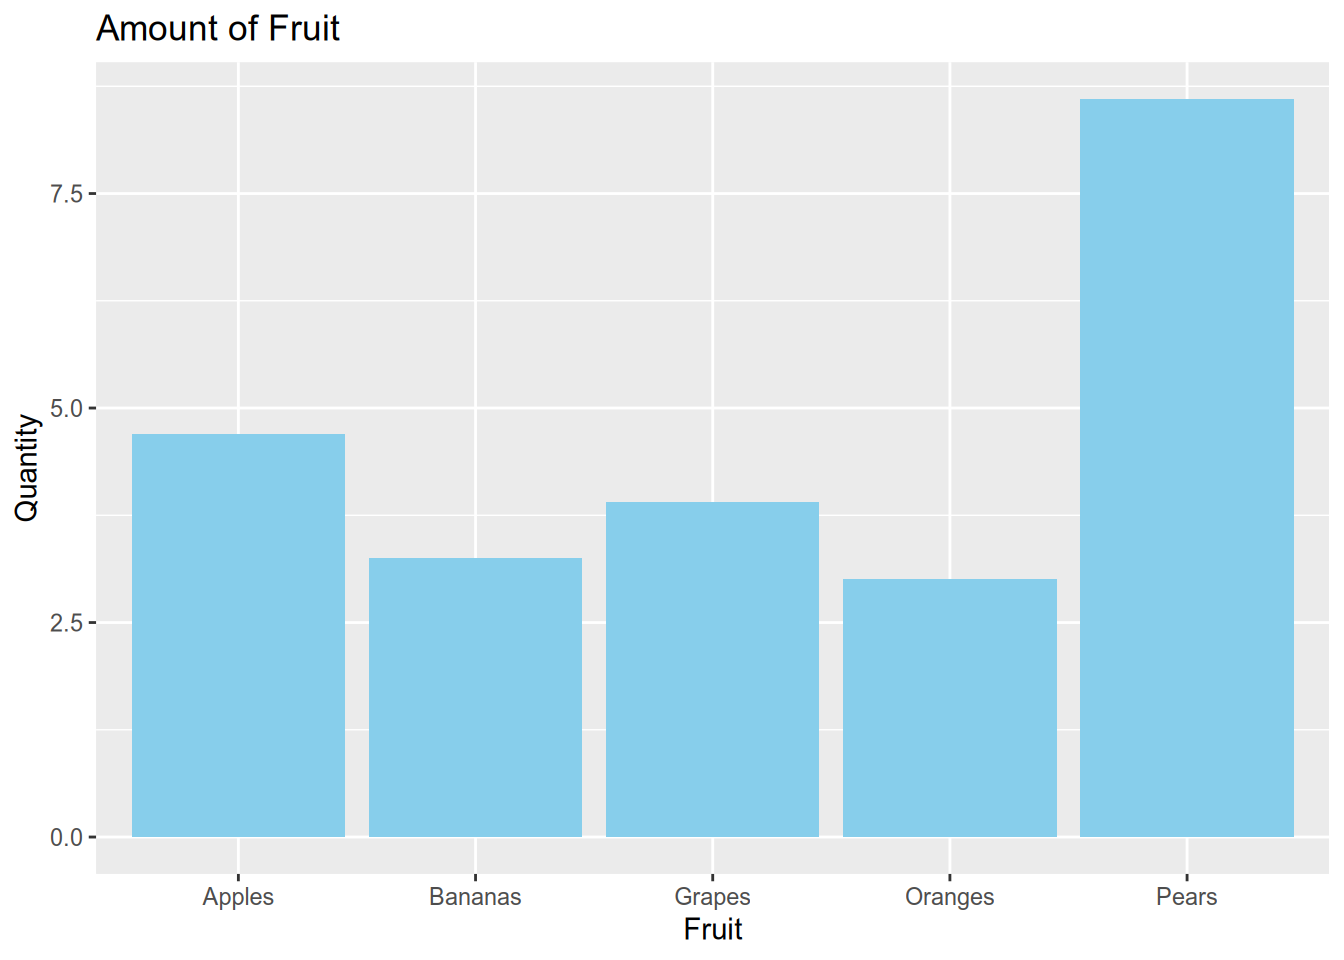 Amount of Fruit
7.5
5.0
2.5
0.0
Quantity
Apples Bananas Grapes Oranges Pears
Fruit